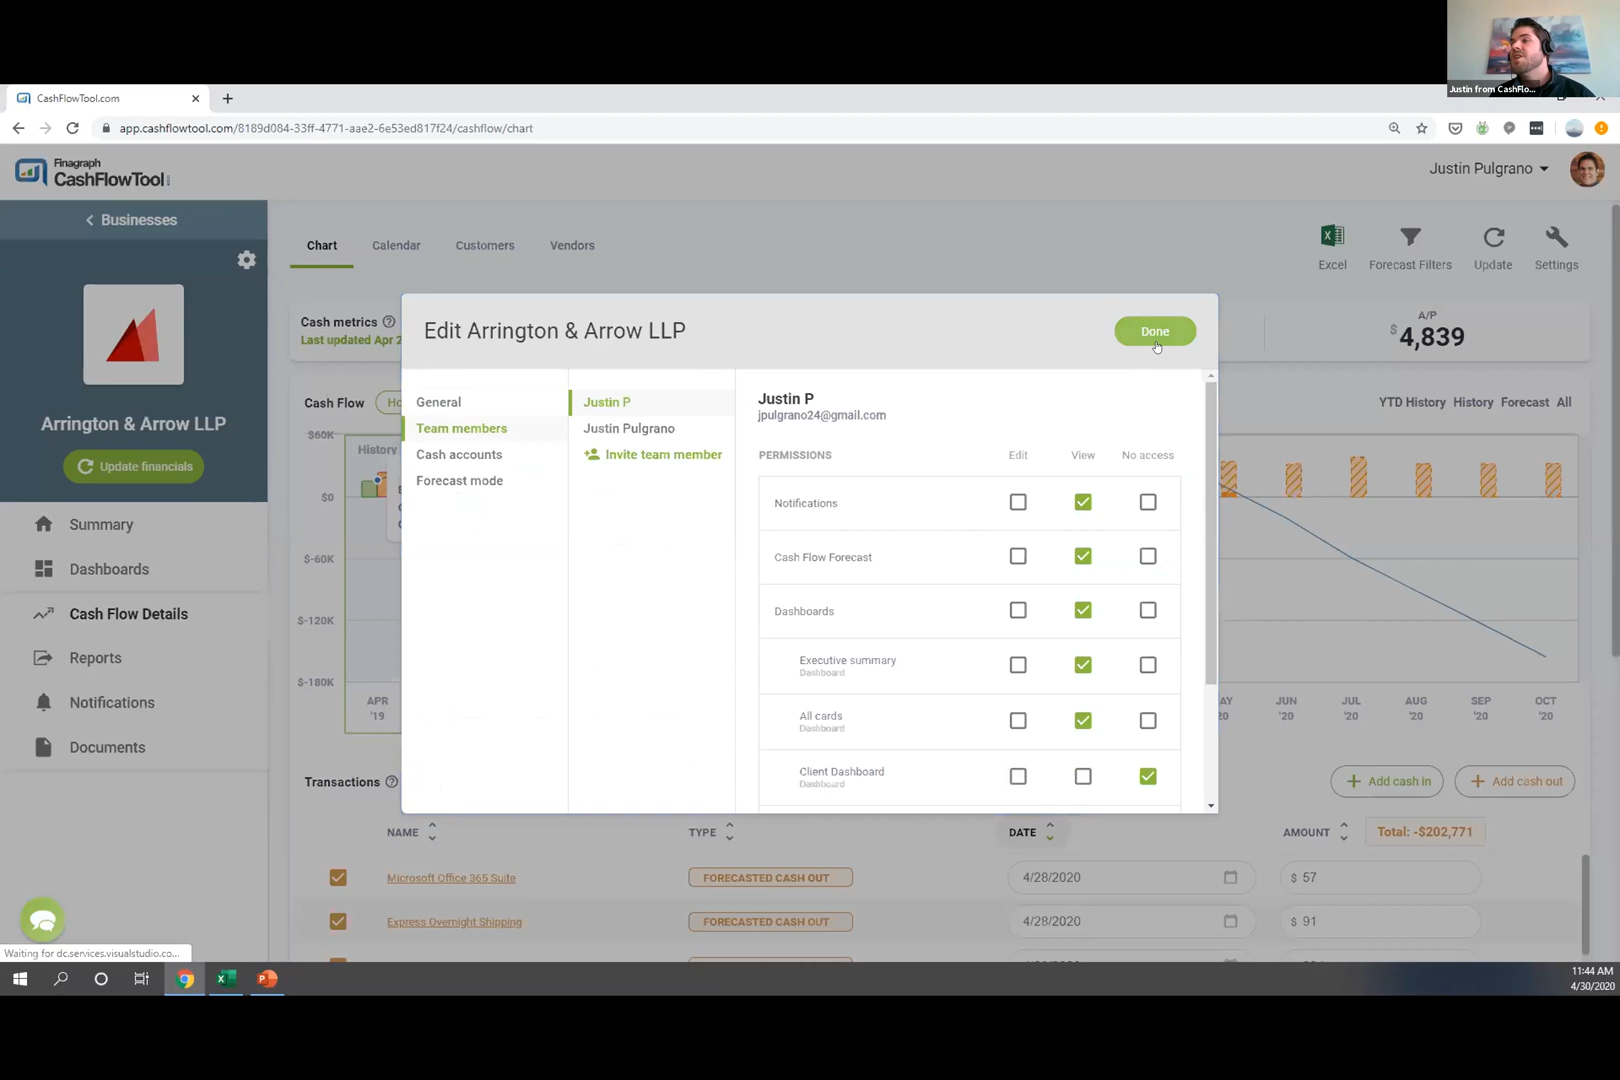 Justin from CashFlo...
CashFlowTool.com
app.cashflowtool.com/8189d084-33ff-4771-aae2-6e53ed817f24/cashflow/chart
Finagraph
CashFlowTool
Justin Pulgrano
Businesses
Chart
Calendar
Customers
Vendors
Excel
Forecast Filters
Update
Settings
Arrington & Arrow LLP
Update financials
Summary
Dashboards
Cash Flow Details
Reports
Notifications
Documents
Cash metrics
Last updated Apr 2
A/P
$4,839
Edit Arrington & Arrow LLP
Done
General
Team members
Cash accounts
Forecast mode
Justin P
Justin Pulgrano
Invite team member
Justin P
jpulgrano24@gmail.com
PERMISSIONS
Edit
View
No access
Notifications
Cash Flow Forecast
Dashboards
Executive summary
Dashboard
All cards
Dashboard
Client Dashboard
Dashboard
Cash Flow
YTD History
History
Forecast
All
$60K
History
$0
$-60K
$-120K
$-180K
APR
'19
JUN
'20
JUL
'20
AUG
'20
SEP
'20
OCT
'20
Transactions
Add cash in
Add cash out
NAME
TYPE
DATE
AMOUNT
Total: -$202,771
Microsoft Office 365 Suite
FORECASTED CASH OUT
4/28/2020
$ 57
Express Overnight Shipping
FORECASTED CASH OUT
4/28/2020
$ 91
Waiting for dc.services.visualstudio.co...
11:44 AM
4/30/2020